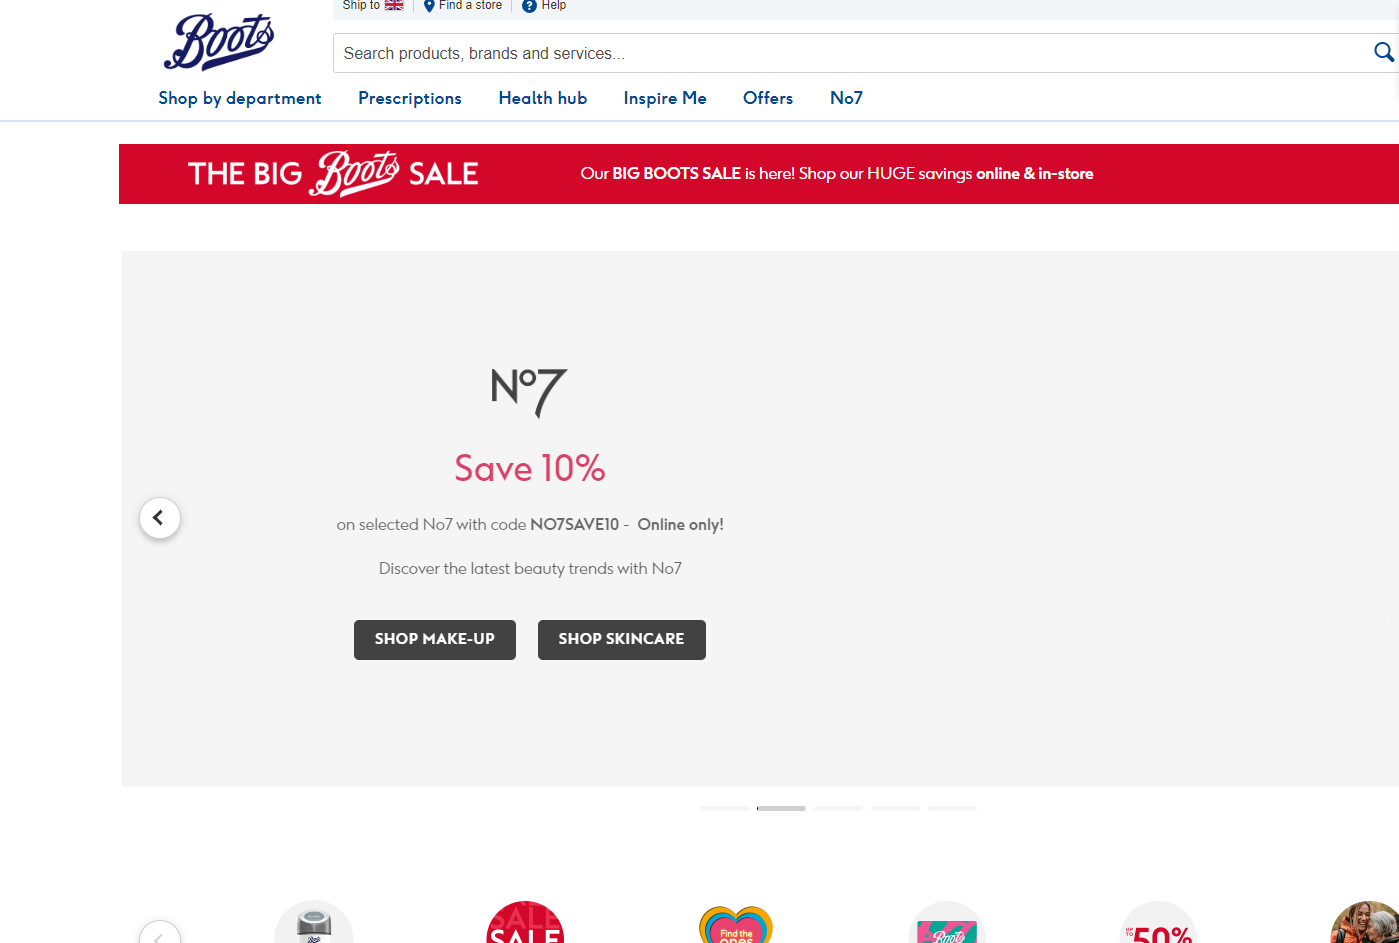 Ship to
Find a store
? Help
Boots
Search products, brands and services...
Shop by department
Prescriptions
Health hub
Inspire Me
Offers
No7
THE BIG Boots SALE
Our BIG BOOTS SALE is here! Shop our HUGE savings online & in-store
Nº7
Save 10%
on selected No7 with code NO7SAVE10 - Online only!
Discover the latest beauty trends with No7
SHOP MAKE-UP
SHOP SKINCARE
Boots
SALE
SALE
Find the
ones
Boots
UP TO 50%